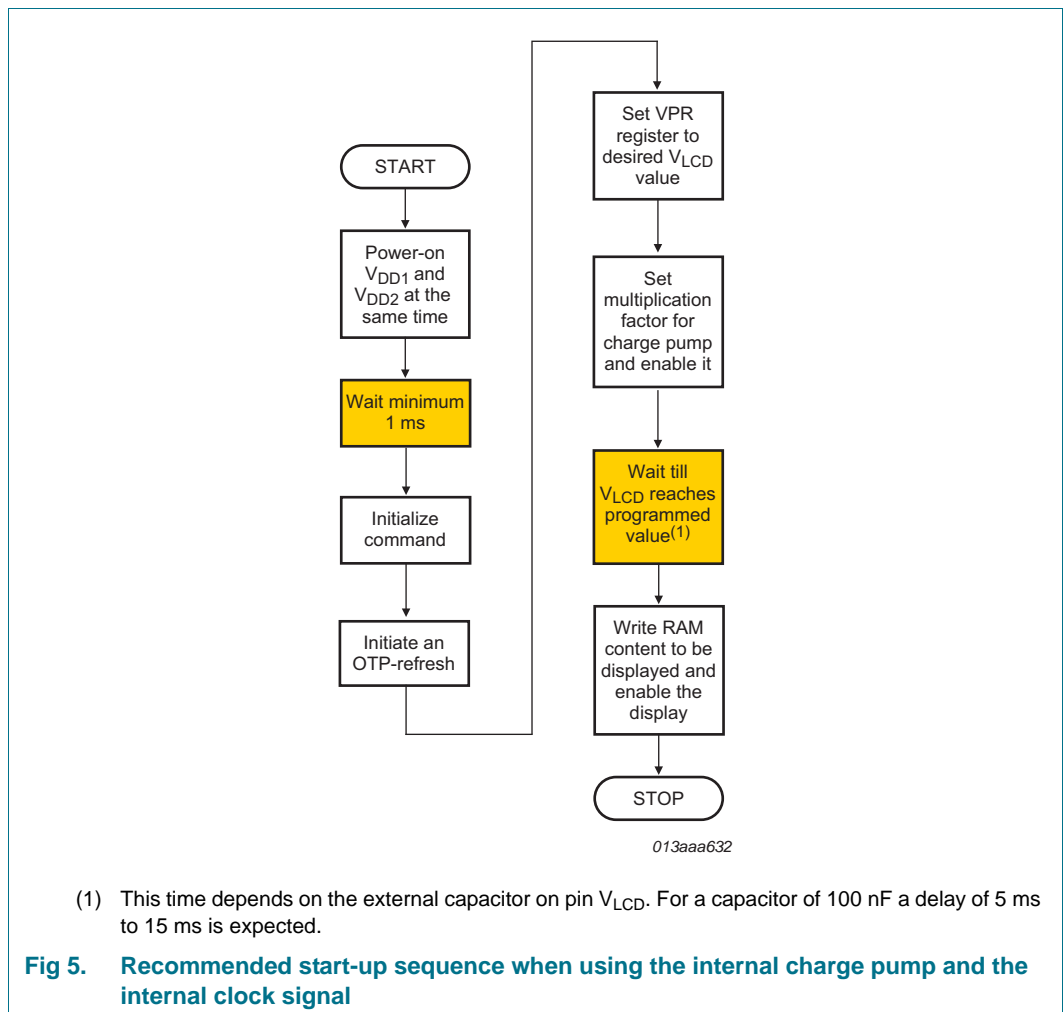 START
Power-on
VDD1 and
VDD2 at the
same time
Wait minimum
1 ms
Initialize
command
Initiate an
OTP-refresh
Set VPR
register to
desired VLCD
value
Set
multiplication
factor for
charge pump
and enable it
Wait till
VLCD reaches
programmed
value(1)
Write RAM
content to be
displayed and
enable the
display
STOP
013aaa632
(1) This time depends on the external capacitor on pin VLCD. For a capacitor of 100 nF a delay of 5 ms
to 15 ms is expected.
Fig 5. Recommended start-up sequence when using the internal charge pump and the
internal clock signal